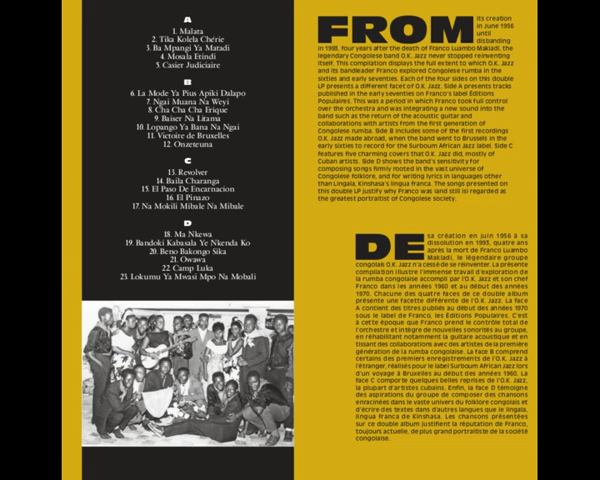 A
1. Malata
2. Tika Kolela Chérie
3. Ba Mpangi Ya Matadi
4. Mosala Etindi
5. Casier Judiciaire
B
6. La Mode Ya Pius Apiki Dalapo
7. Ngai Muana Na Weyi
8. Cha Cha Cha Erique
9. Baiser Na Litama
10. Lopango Ya Bana Na Ngai
11. Victoire de Bruxelles
12. Onzeteuna
C
13. Revolver
14. Baila Charanga
15. El Paso De Encarnacion
16. El Pinazo
17. Na Mokili Mibale Na Mibale
D
18. Ma Nkewa
19. Bandoki Kabasala Ye Nkenda Ko
20. Beno Bakongo Sika
21. Owawa
22. Camp Luka
23. Lokumu Ya Mwasi Mpo Na Mobali
FROM its creation
in June 1956
until
disbanding
in 1993, four years after the death of Franco Luambo Makiadi, the
legendary Congolese band O.K. Jazz never stopped reinventing
itself. This compilation displays the full extent to which O.K. Jazz
and its bandleader Franco explored Congolese rumba in the
sixties and early seventies. Each of the four sides on this double
LP presents a different facet of O.K. Jazz. Side A presents tracks
published in the early seventies on Franco's label Éditions
Populaires. This was a period in which Franco took full control
over the orchestra and was integrating a new sound into the
band such as the return of the acoustic guitar and
collaborations with artists from the first generation of
Congolese rumba. Side B includes some of the first recordings
O.K. Jazz made abroad, when the band went to Brussels in the
early sixties to record for the Surboum African Jazz label. Side C
features five charming covers that O.K. Jazz did, mostly of
Cuban artists. Side D shows the band's sensitivity for
composing songs firmly rooted in the vast universe of
Congolese folklore, and for writing lyrics in languages other
than Lingala, Kinshasa's lingua franca. The songs presented on
this double LP justify why Franco was (and still is) regarded as
the greatest portraitist of Congolese society.
DE sa création en juin 1956 à sa
dissolution en 1993, quatre ans
après la mort de Franco Luambo
Makiadi, le légendaire groupe
congolais O.K. Jazz n'a cessé de se réinventer. La présente
compilation illustre l'immense travail d'exploration de
la rumba congolaise accompli par l'O.K. Jazz et son chef
Franco dans les années 1960 et au début des années
1970. Chacune des quatre faces de ce double album
présente une facette différente de l'O.K. Jazz. La face
A contient des titres publiés au début des années 1970
sous le label de Franco, les Éditions Populaires. C'est
à cette époque que Franco prend le contrôle total de
l'orchestre et intègre de nouvelles sonorités au groupe,
en réhabilitant notamment la guitare acoustique et en
tissant des collaborations avec des artistes de la première
génération de la rumba congolaise. La face B comprend
certains des premiers enregistrements de l'O.K. Jazz à
l'étranger, réalisés pour le label Surboum African Jazz lors
d'un voyage à Bruxelles au début des années 1960. La
face C comporte quelques belles reprises de l'O.K. Jazz,
la plupart d'artistes cubains. Enfin, la face D témoigne
des aspirations du groupe de composer des chansons
enracinées dans le vaste univers du folklore congolais et
d'écrire des textes dans d'autres langues que le lingala,
lingua franca de Kinshasa. Les chansons présentées
sur ce double album justifient la réputation de Franco,
toujours actuelle, de plus grand portraitiste de la société
congolaise.